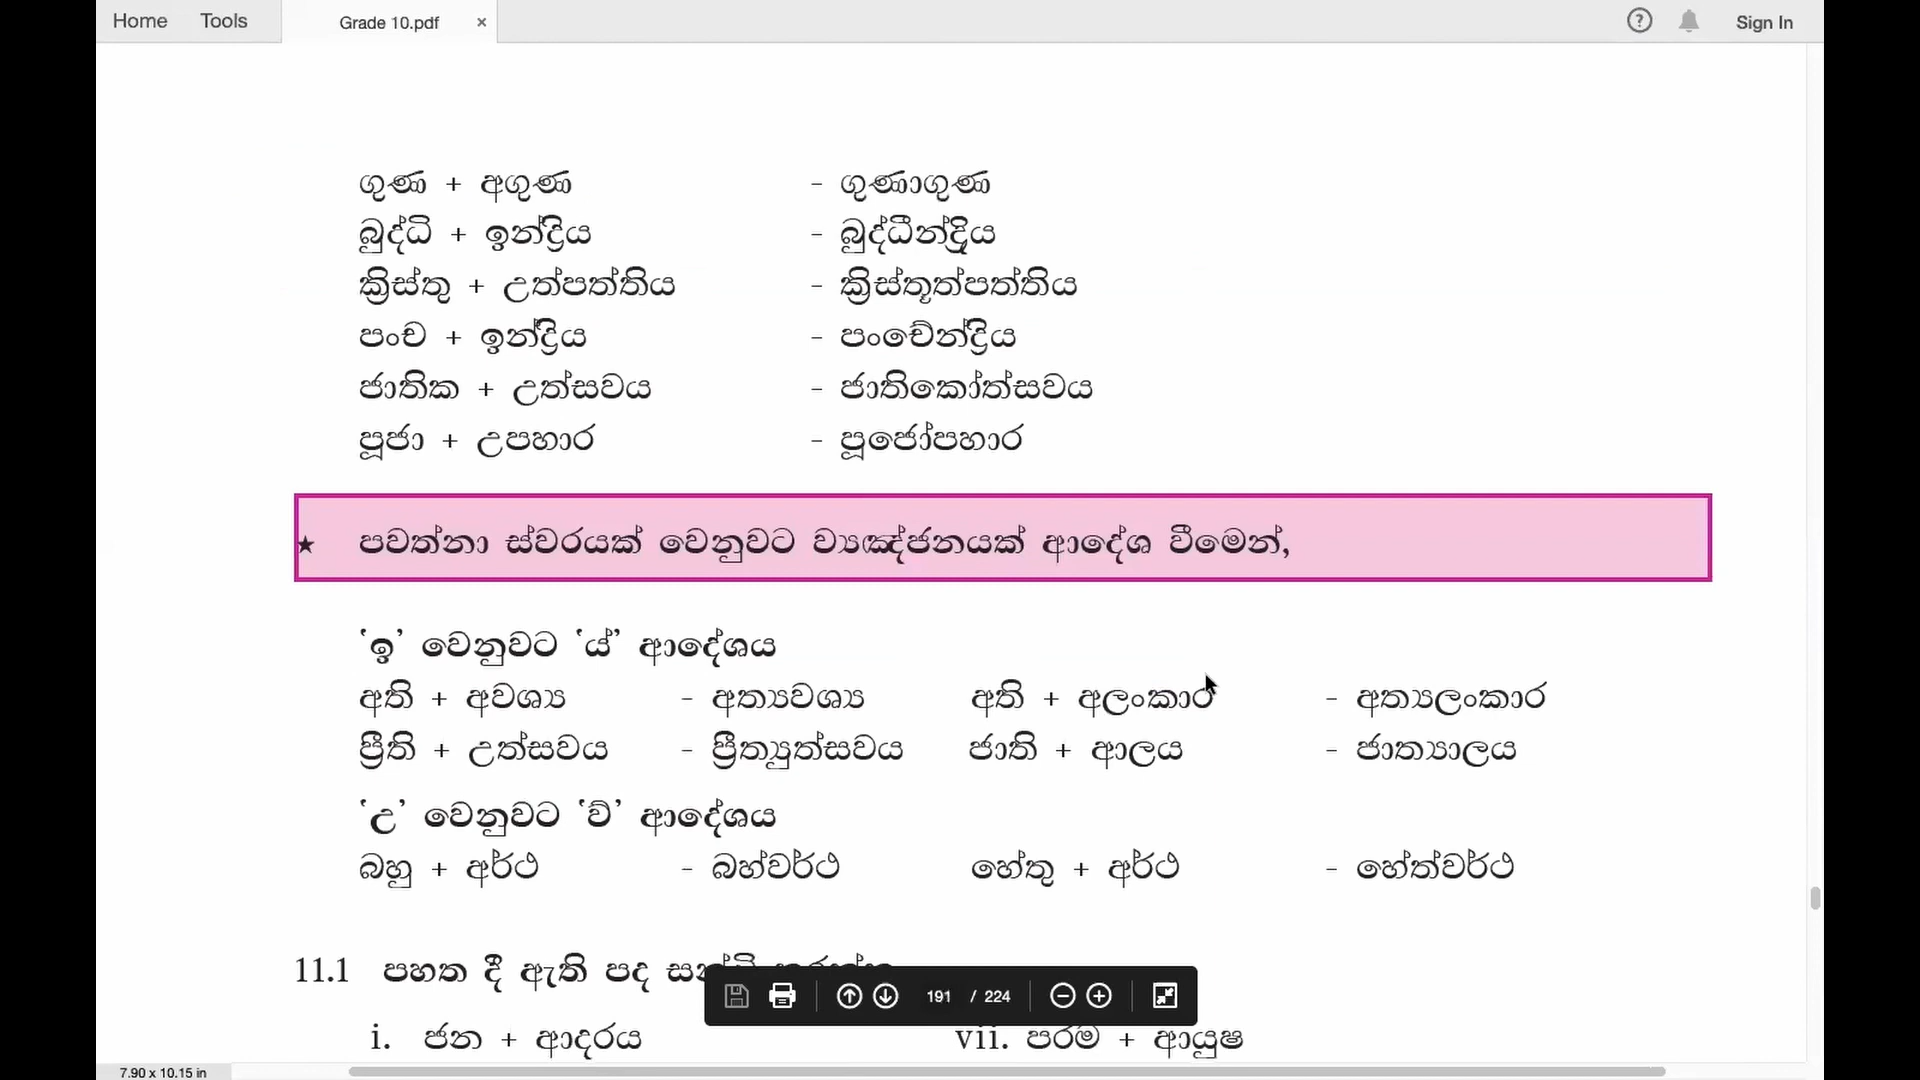 Home Tools Grade 10.pdf × ? Sign In
ගුණ + අගුණ - ගුණාගුණ
බුද්ධි + ඉන්ද්‍රිය - බුද්ධීන්ද්‍රිය
ක්‍රිස්තු + උත්පත්තිය - ක්‍රිස්තූත්පත්තිය
පංච + ඉන්ද්‍රිය - පංචේන්ද්‍රිය
ජාතික + උත්සවය - ජාතිකෝත්සවය
පූජා + උපහාර - පූජෝපහාර
★ පවත්නා ස්වරයක් වෙනුවට ව්‍යඤ්ජනයක් ආදේශ වීමෙන්,
‘ඉ’ වෙනුවට ‘ය්’ ආදේශය
අති + අවශ්‍ය - අත්‍යවශ්‍ය අති + අලංකාර - අත්‍යලංකාර
ප්‍රීති + උත්සවය - ප්‍රීත්‍යුත්සවය ජාති + ආලය - ජාත්‍යාලය
‘උ’ වෙනුවට ‘ව්’ ආදේශය
බහු + අර්ථ - බහ්වර්ථ හේතු + අර්ථ - හේත්වර්ථ
11.1 පහත දී ඇති පද
191 / 224
i. ජන + ආදරය vii. පරම + ආයුෂ
7.90 x 10.15 in